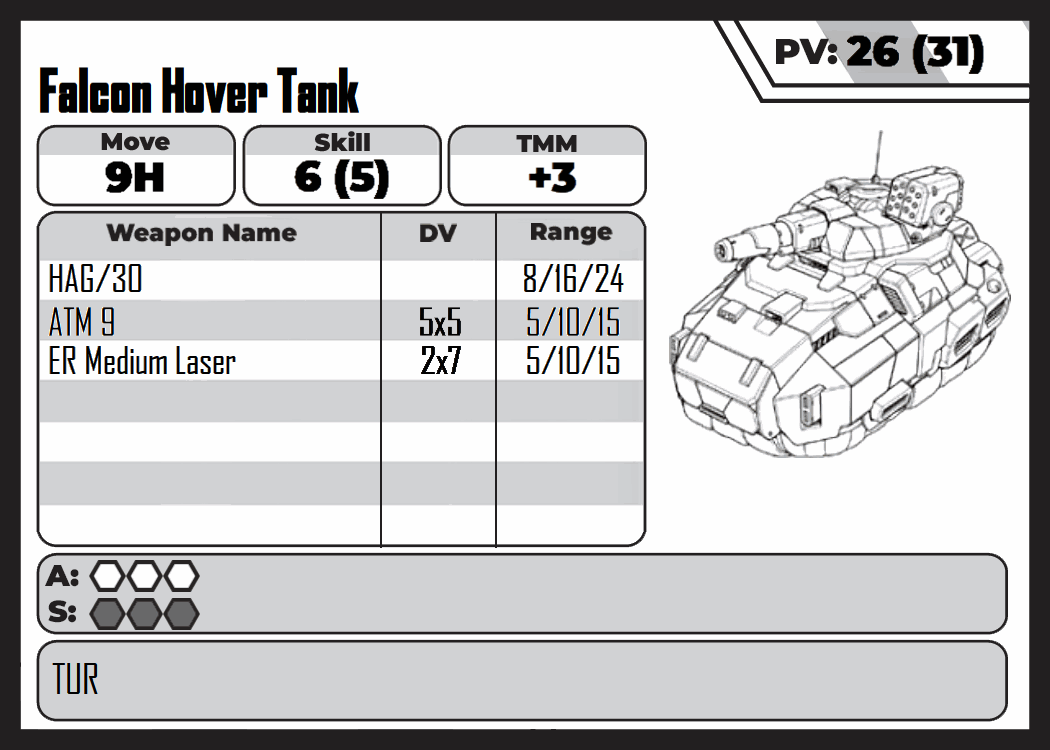 PV: 26 (31)
Falcon Hover Tank
Move Skill TMM
9H 6 (5) +3
Weapon Name DV Range
HAG/30 8/16/24
ATM 9 5x5 5/10/15
ER Medium Laser 2x7 5/10/15
A:
S:
TUR